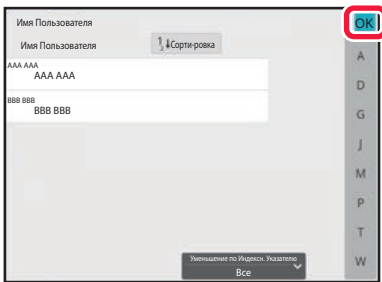 Имя Пользователя
OK
Имя Пользователя
Сорти-ровка
A
AAA AAA
AAA AAA
D
BBB BBB
BBB BBB
G
J
M
P
T
W
Уменьшение по Индексн. Указателю
Все